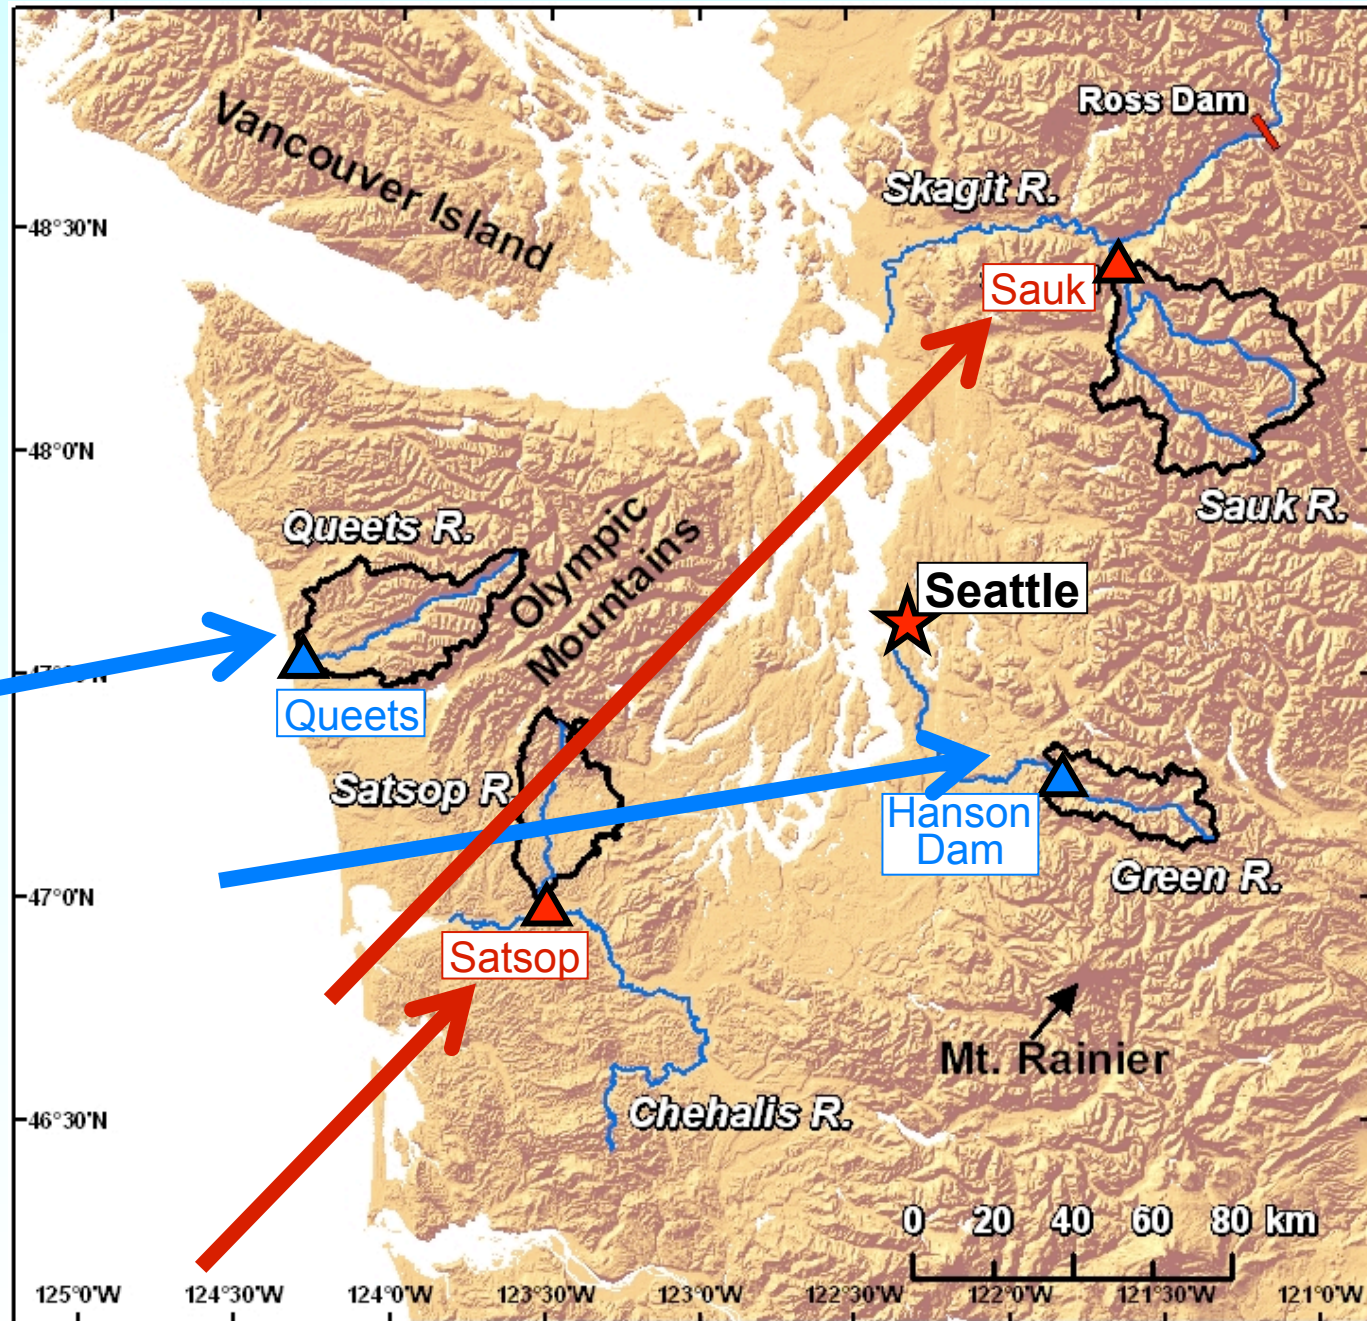 Ross Dam
Vancouver Island
Skagit R.
48°30'N
Sauk
48°0'N
Sauk R.
Queets R.
Olympic
Mountains
Seattle
Queets
Satsop R
Hanson
Dam
Green R.
47°0'N
Satsop
Mt. Rainier
Chehalis R.
46°30'N
0 20 40 60 80 km
125°0'W 124°30'W 124°0'W 123°30'W 123°0'W 122°30'W 122°0'W 121°30'W 121°0'W